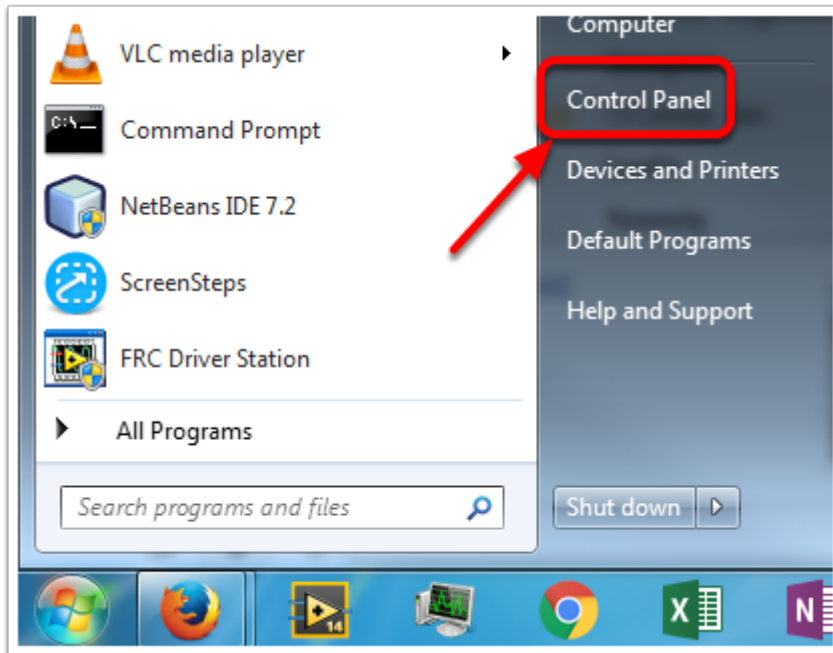 VLC media player
C:\_
Command Prompt
NetBeans IDE 7.2
ScreenSteps
FRC Driver Station
All Programs
Search programs and files
Computer
Control Panel
Devices and Printers
Default Programs
Help and Support
Shut down
14
X
N